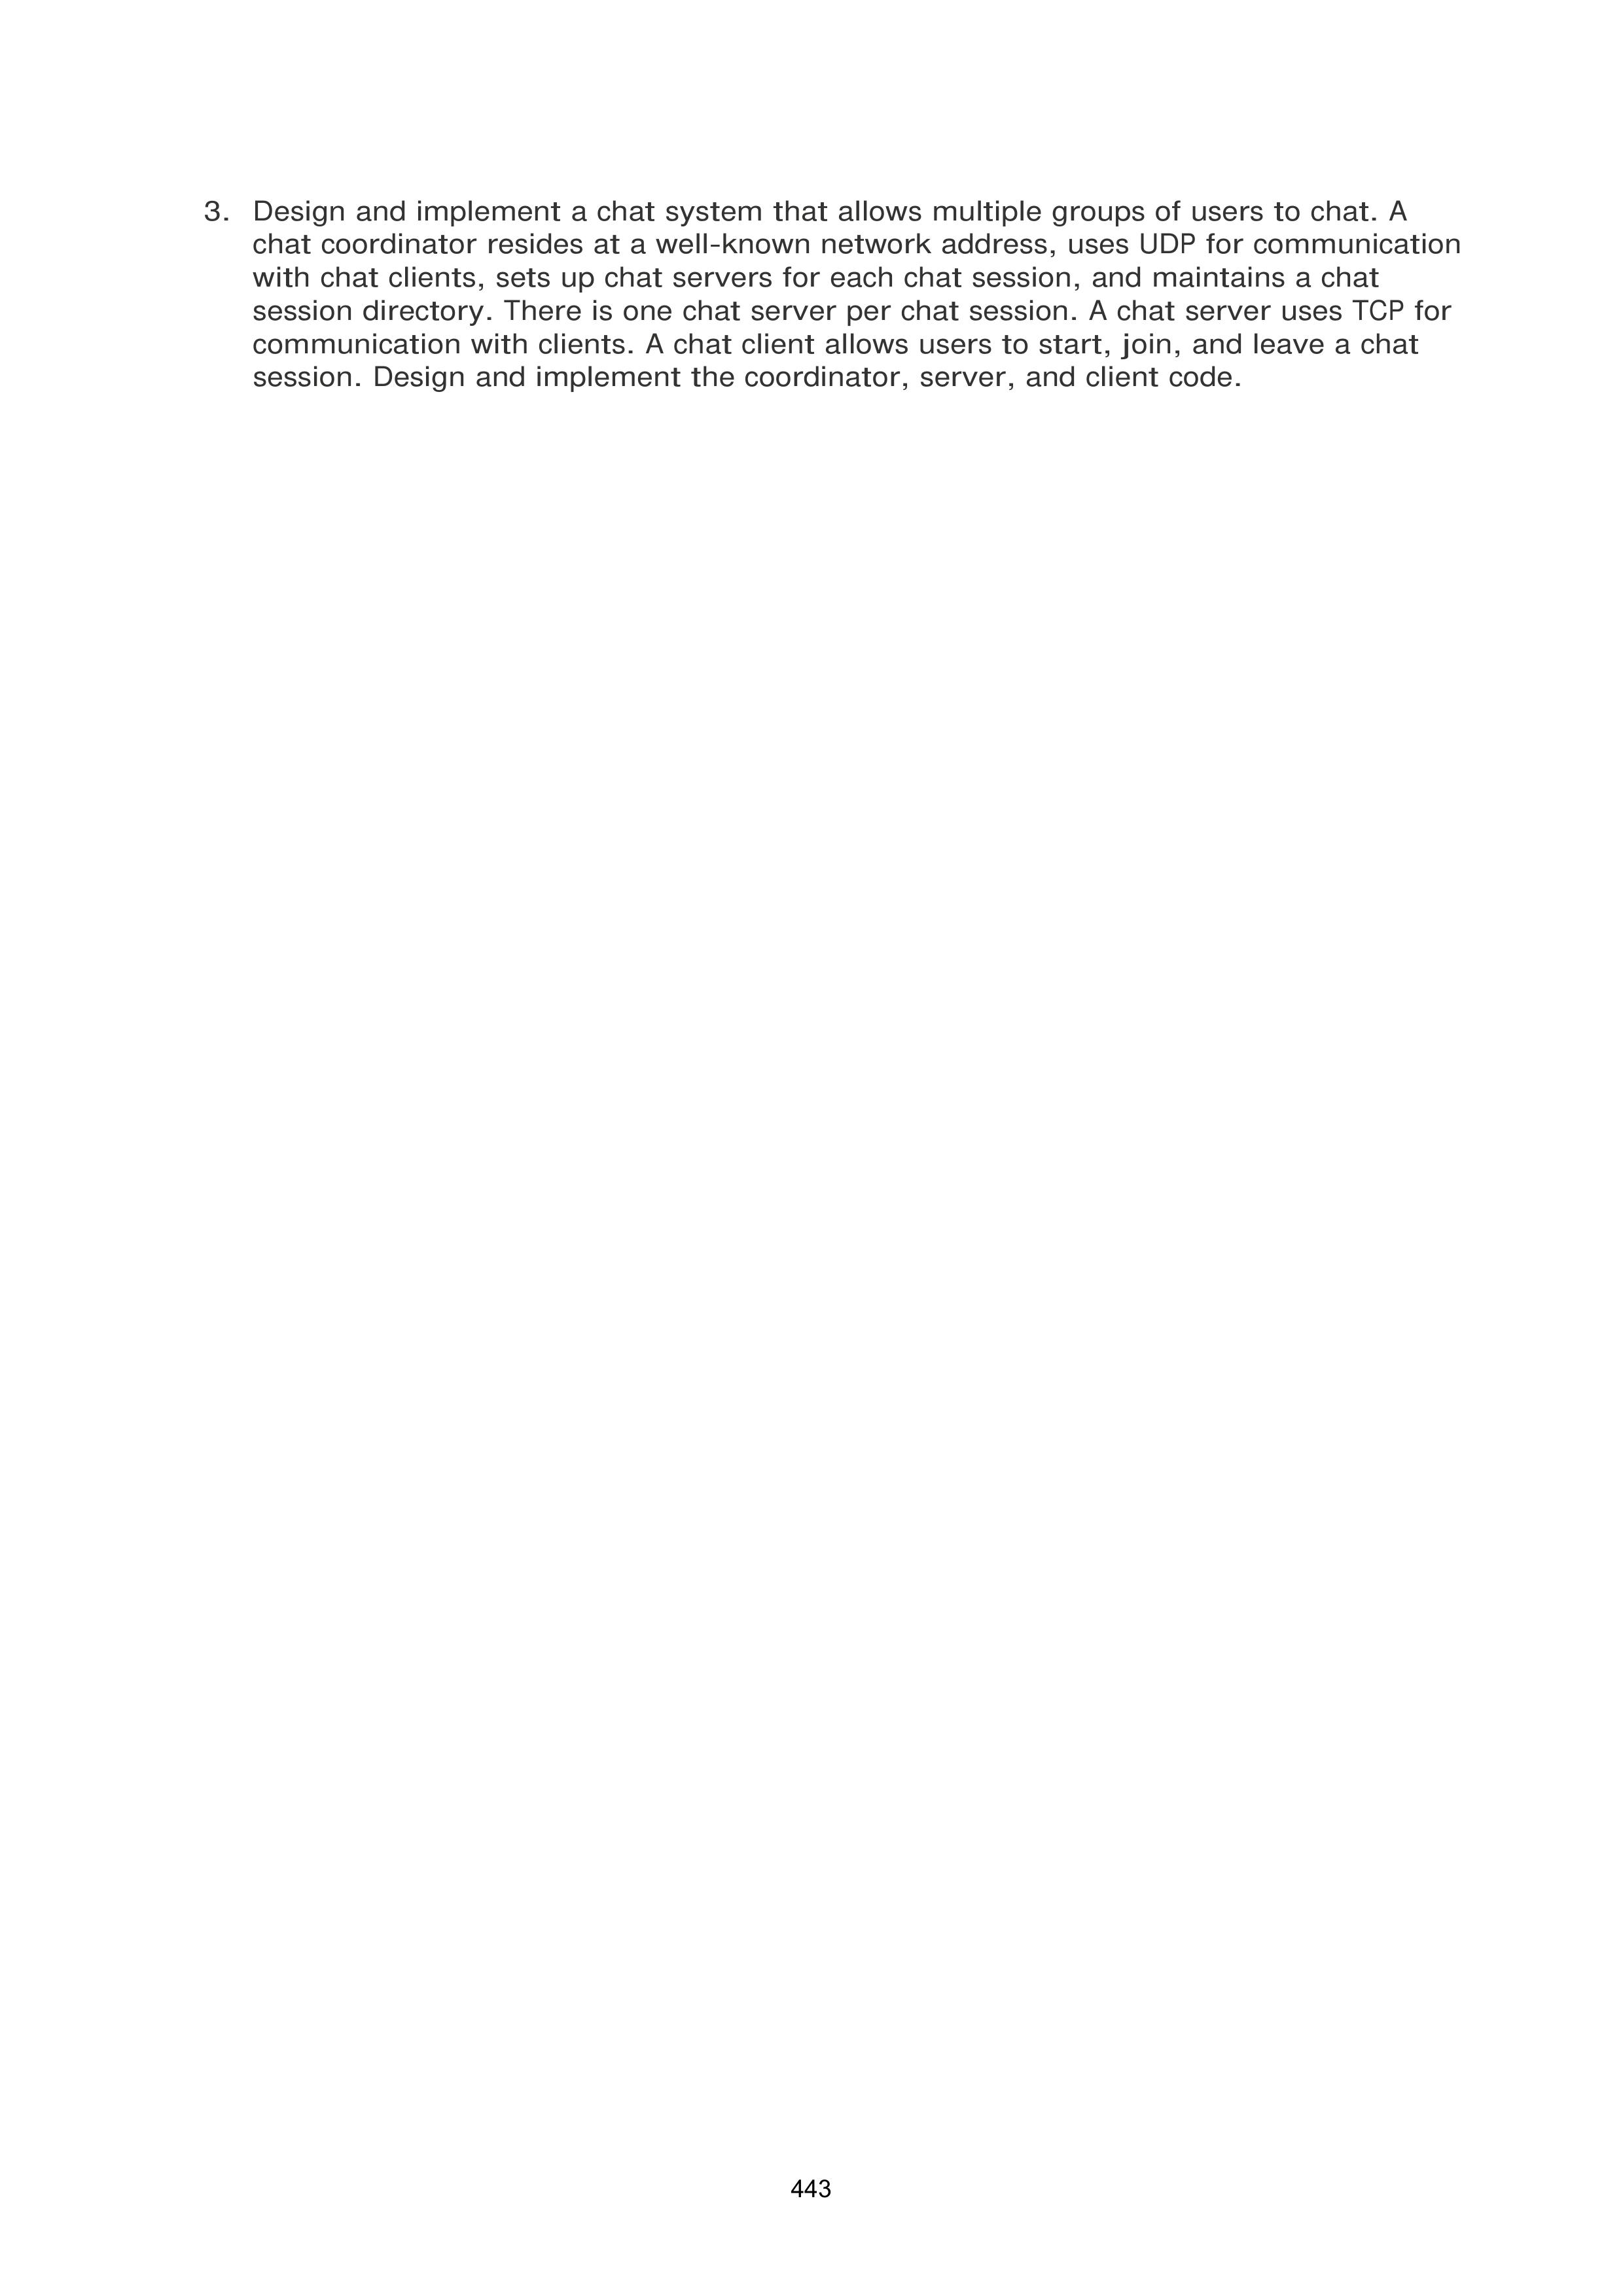 3. Design and implement a chat system that allows multiple groups of users to chat. A
chat coordinator resides at a well-known network address, uses UDP for communication
with chat clients, sets up chat servers for each chat session, and maintains a chat
session directory. There is one chat server per chat session. A chat server uses TCP for
communication with clients. A chat client allows users to start, join, and leave a chat
session. Design and implement the coordinator, server, and client code.
443